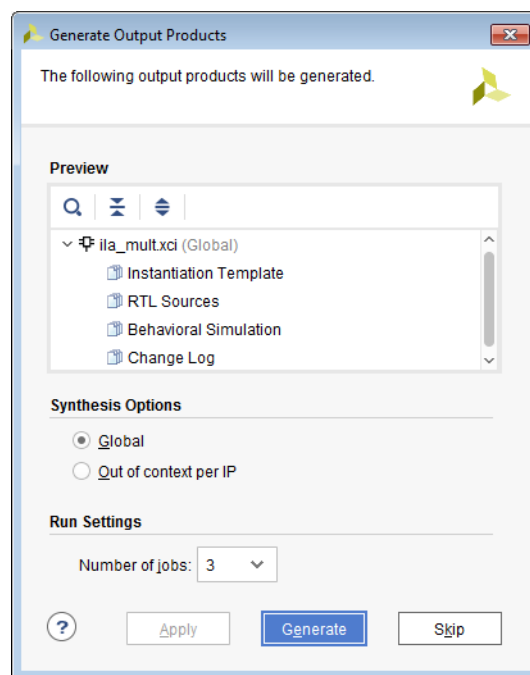 Generate Output Products
The following output products will be generated.
Preview
ila_mult.xci (Global)
Instantiation Template
RTL Sources
Behavioral Simulation
Change Log
Synthesis Options
Global
Out of context per IP
Run Settings
Number of jobs: 3
? Apply Generate Skip